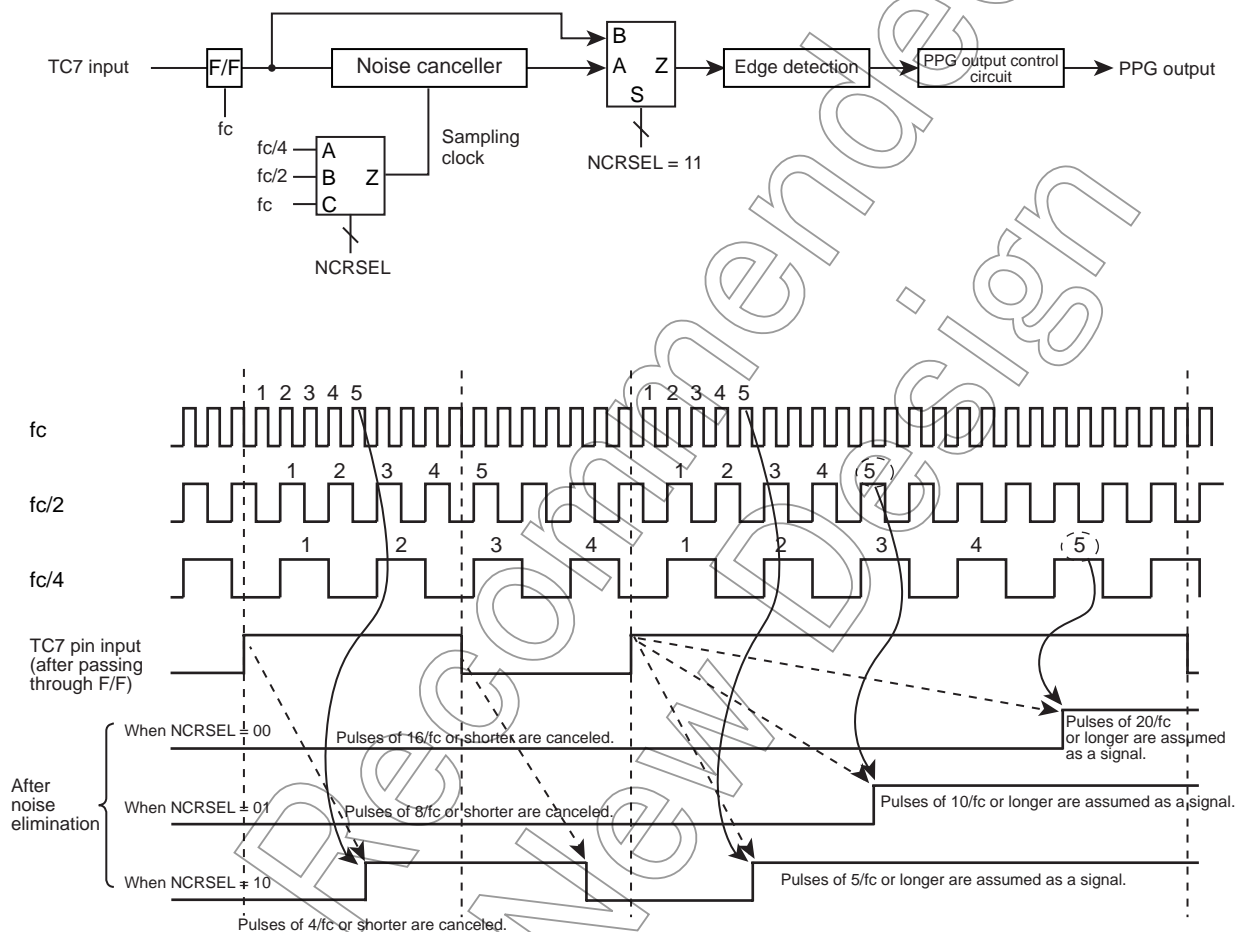 TC7 input
F/F
fc
Noise canceller
B
A
Z
S
NCRSEL = 11
Edge detection
PPG output control
circuit
PPG output
Sampling
clock
fc/4
fc/2
fc
A
B
C
Z
NCRSEL
1 2 3 4 5
1 2 3 4 5
fc
1 2 3 4 5
1 2 3 4 5
fc/2
1 2 3 4
1 2 3 4 5
fc/4
TC7 pin input
(after passing
through F/F)
After
noise
elimination
When NCRSEL = 00
Pulses of 16/fc or shorter are canceled.
Pulses of 20/fc
or longer are assumed
as a signal.
When NCRSEL = 01
Pulses of 8/fc or shorter are canceled.
Pulses of 10/fc or longer are assumed as a signal.
When NCRSEL = 10
Pulses of 4/fc or shorter are canceled.
Pulses of 5/fc or longer are assumed as a signal.
Recommended
New Design